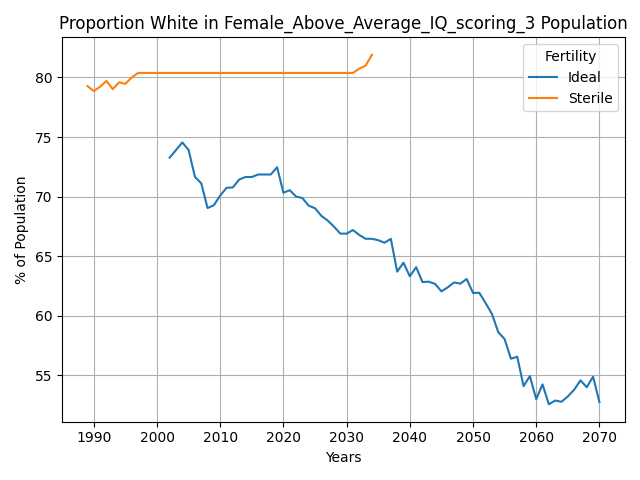 Proportion White in Female_Above_Average_IQ_scoring_3 Population
Fertility
Ideal
Sterile
% of Population
80
75
70
65
60
55
1990
2000
2010
2020
2030
2040
2050
2060
2070
Years